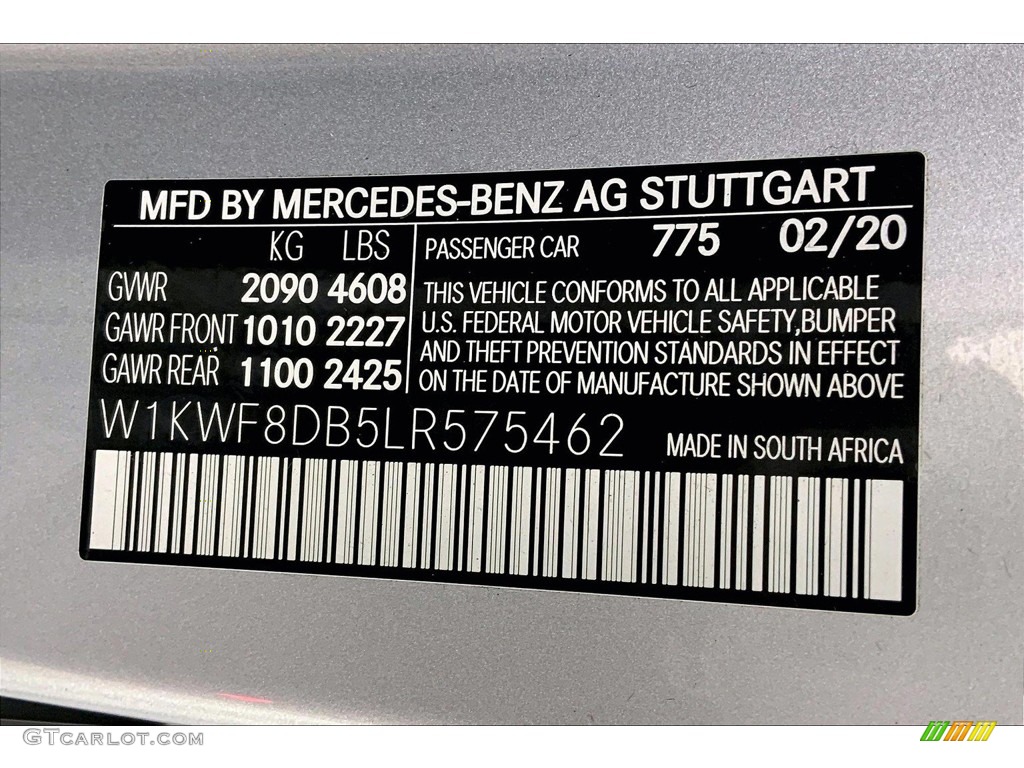 MFD BY MERCEDES-BENZ AG STUTTGART
KG LBS
GVWR 2090 4608
GAWR FRONT 1010 2227
GAWR REAR 1100 2425
PASSENGER CAR 775 02/20
THIS VEHICLE CONFORMS TO ALL APPLICABLE
U.S. FEDERAL MOTOR VEHICLE SAFETY, BUMPER
AND THEFT PREVENTION STANDARDS IN EFFECT
ON THE DATE OF MANUFACTURE SHOWN ABOVE
W1KWF8DB5LR575462 MADE IN SOUTH AFRICA
GTCARLOT.COM